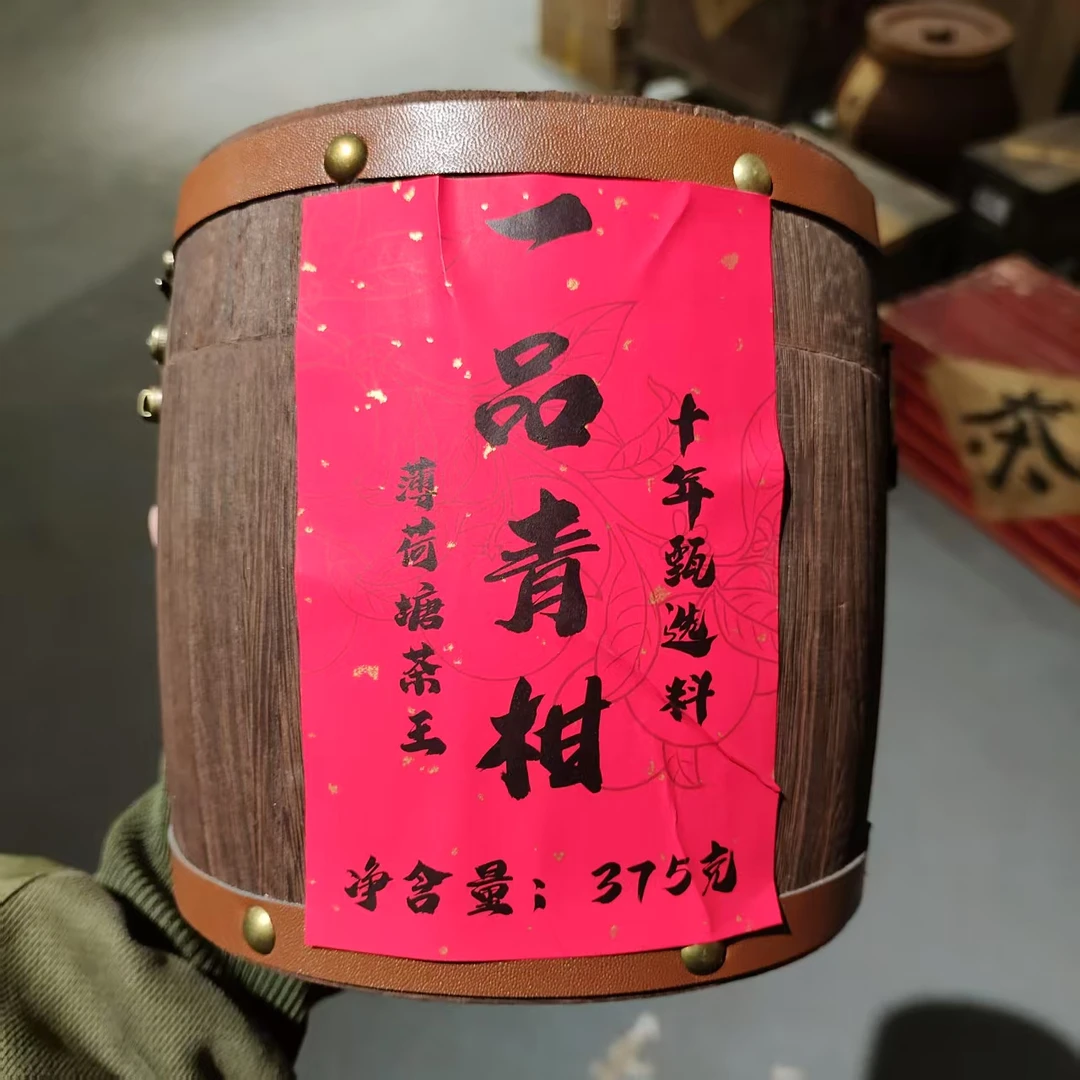 一品青柑
十年甄选料
薄荷塘茶王
净含量；375克
茶